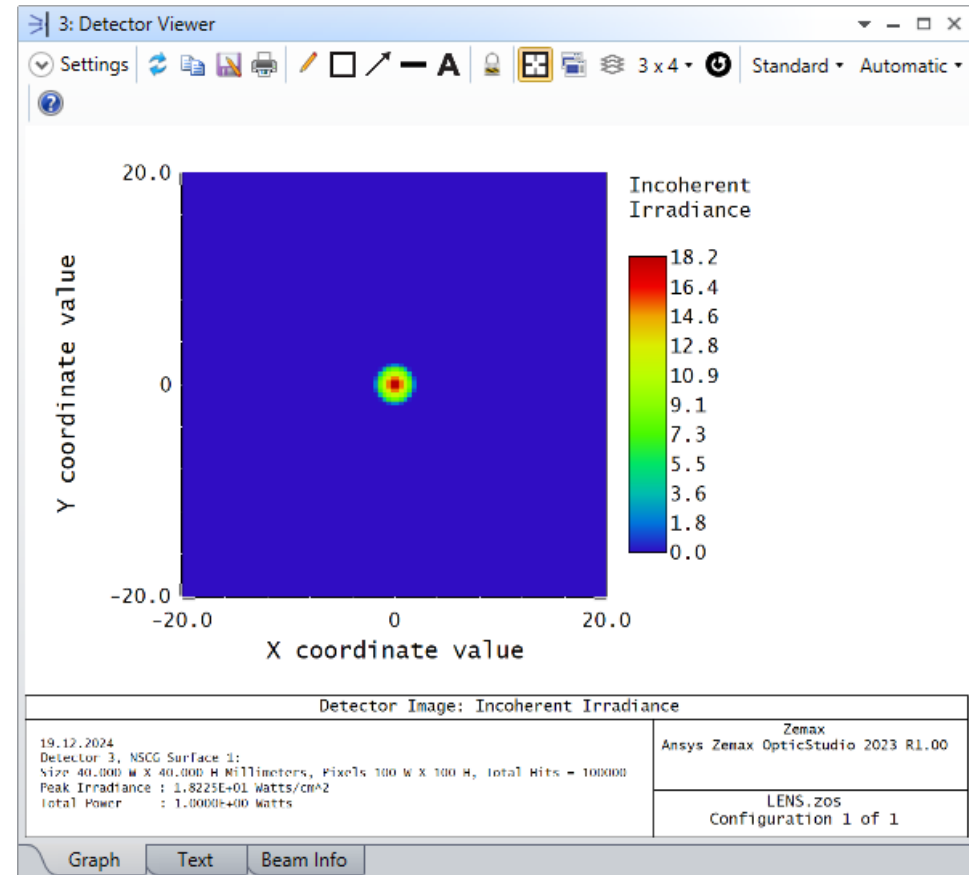 3: Detector Viewer
Settings
A
3 x 4
Standard
Automatic
20.0
0
-20.0
Y coordinate value
-20.0
0
20.0
X coordinate value
Incoherent
Irradiance
18.2
16.4
14.6
12.8
10.9
9.1
7.3
5.5
3.6
1.8
0.0
Detector Image: Incoherent Irradiance
19.12.2024
Detector 3, NSCG Surface 1:
Size 40.000 W X 40.000 H Millimeters, Pixels 100 W X 100 H, Total Hits = 100000
Peak Irradiance : 1.8225E+01 Watts/cm^2
Total Power : 1.0000E+00 Watts
Zemax
Ansys Zemax OpticStudio 2023 R1.00
LENS.zos
Configuration 1 of 1
Graph
Text
Beam Info